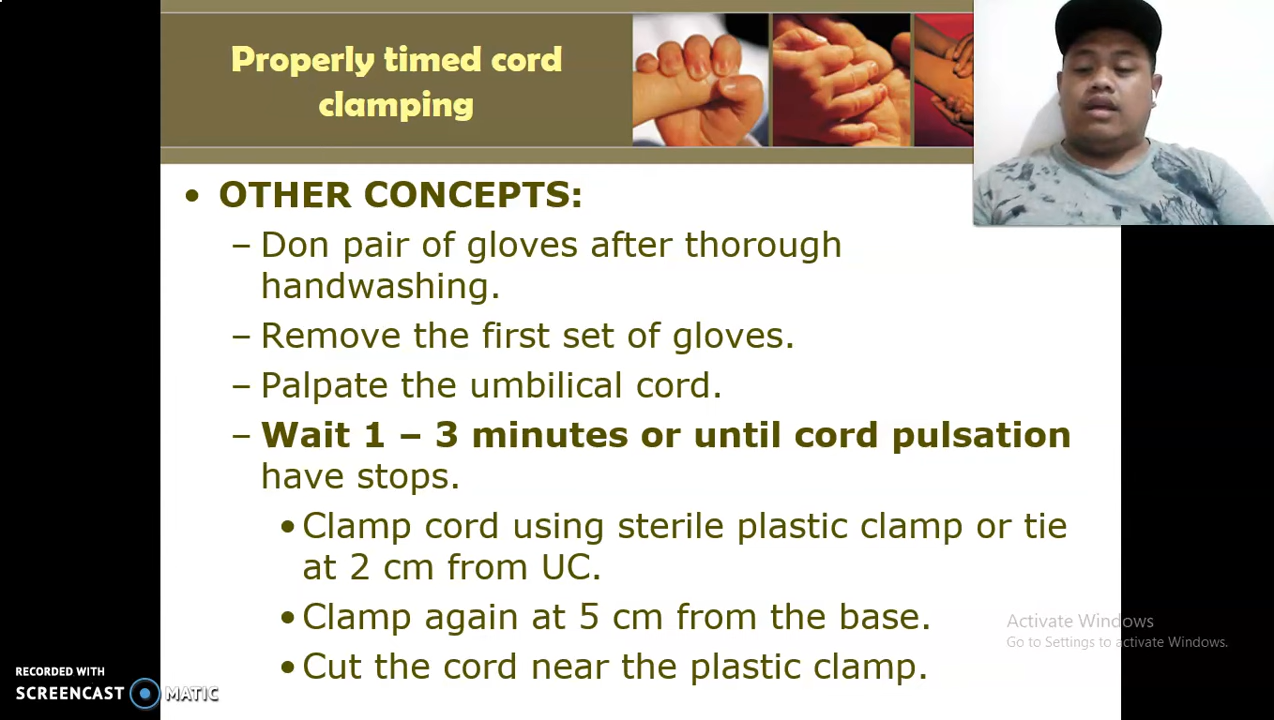 Properly timed cord
clamping
• OTHER CONCEPTS:
– Don pair of gloves after thorough
handwashing.
– Remove the first set of gloves.
– Palpate the umbilical cord.
– Wait 1 – 3 minutes or until cord pulsation
have stops.
• Clamp cord using sterile plastic clamp or tie
at 2 cm from UC.
• Clamp again at 5 cm from the base.
• Cut the cord near the plastic clamp.
Activate Windows
Go to Settings to activate Windows.
RECORDED WITH
SCREENCAST MATIC